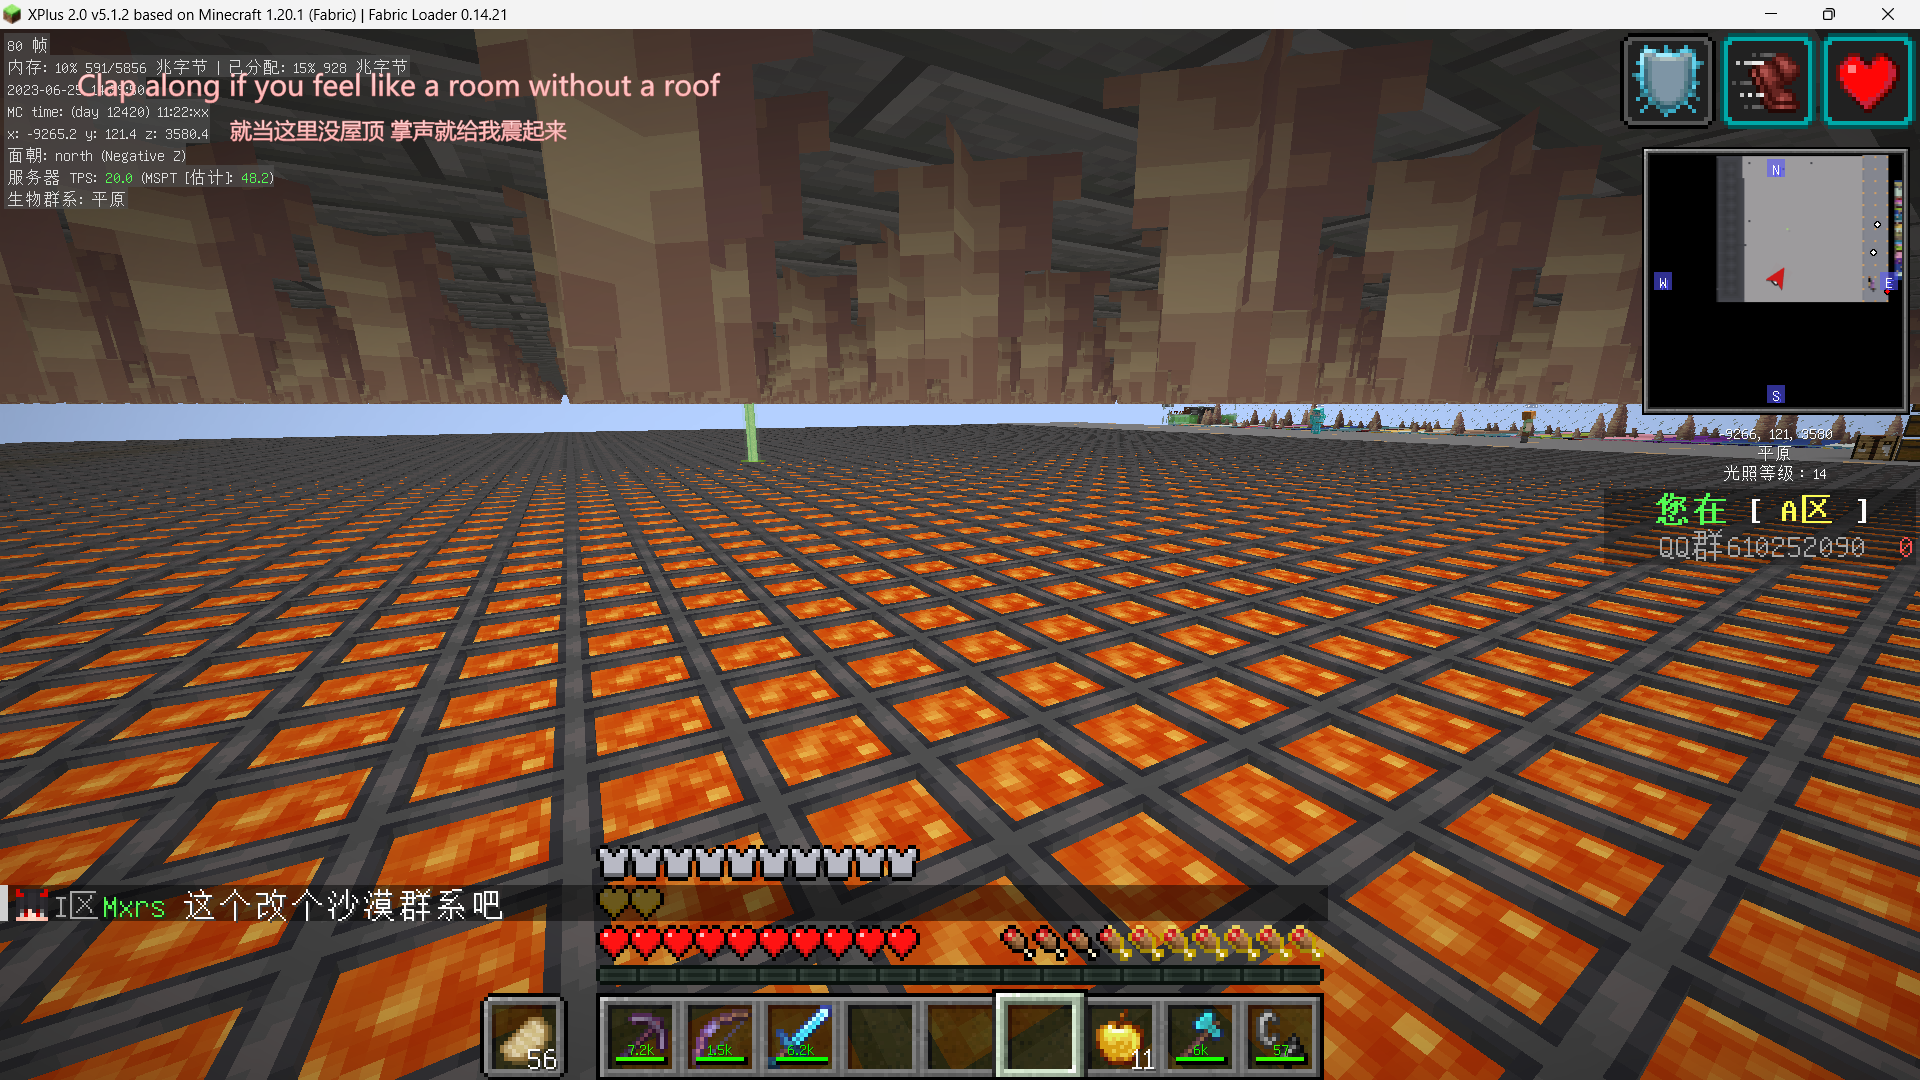 XPlus 2.0 v5.1.2 based on Minecraft 1.20.1 (Fabric) | Fabric Loader 0.14.21
80 帧
内存: 10% 591/5856 兆字节 | 已分配: 15% 928 兆字节
Clap along if you feel like a room without a roof
MC time: (day 12420) 11:22:xx
x: -9265.2 y: 121.4 z: 3580.4
就当这里没屋顶 掌声就给我震起来
面朝: north (Negative Z)
服务器 TPS: 20.0 (MSPT [估计]: 48.2)
生物群系: 平原
N
W
E
S
-9266, 121, 3580
平原
光照等级：14
您在 [ A区 ]
QQ群610252090 0
I区Mxrs 这个改个沙漠群系吧
56
7.2k
1.5k
6.2k
11
6k
57